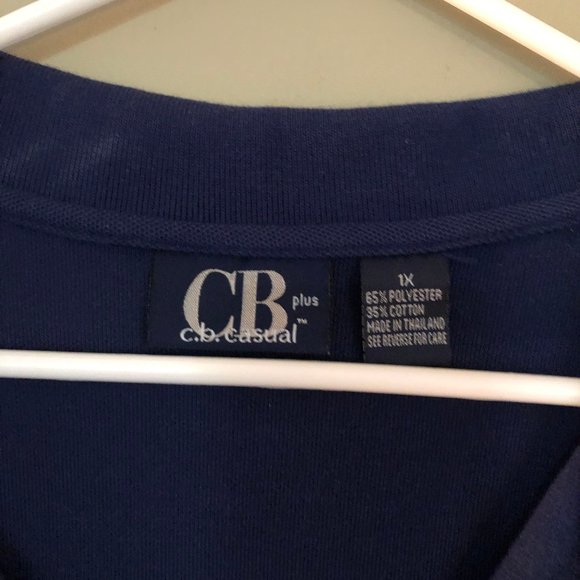 CB plus
c.b. casual™
1X
65% POLYESTER
35% COTTON
MADE IN THAILAND
SEE REVERSE FOR CARE